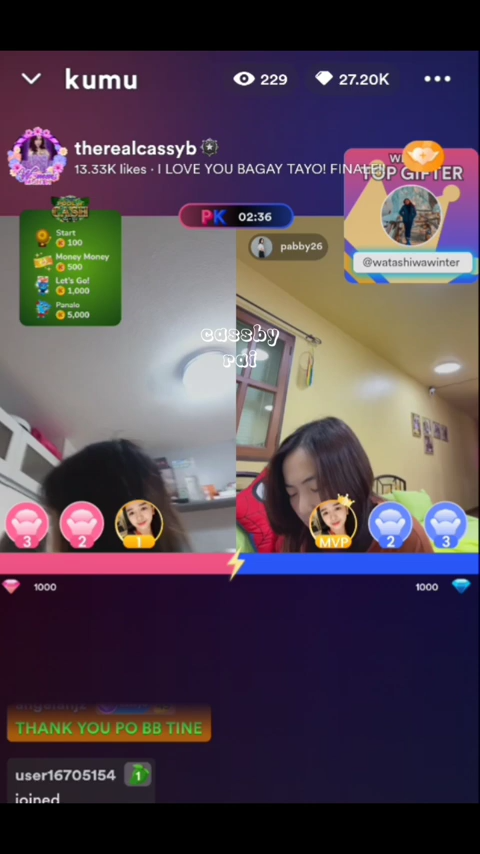 kumu
229
27.20K
therealcassyb
13.33K likes · I LOVE YOU BAGAY TAYO! FINALE!!
TOP GIFTER
@watashiwawinter
PK 02:36
pabby26
Start
100
Money Money
500
Let's Go!
1,000
Panalo
5,000
cassby
rai
3
2
1
MVP
2
3
1000
1000
THANK YOU PO BB TINE
user16705154 1
joined